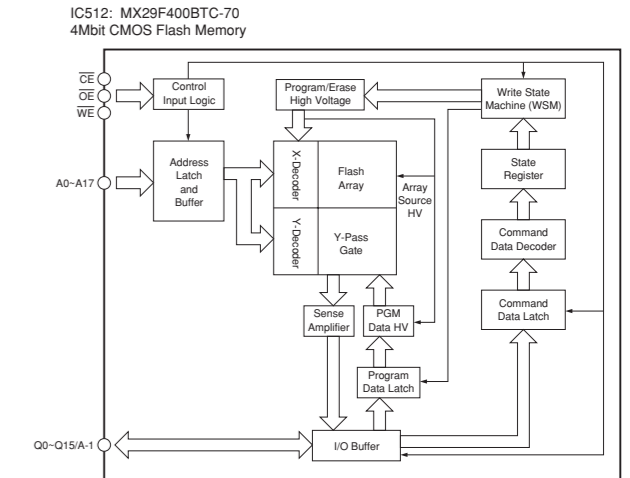 IC512: MX29F400BTC-70
4Mbit CMOS Flash Memory
CE
OE
WE
Control
Input Logic
Program/Erase
High Voltage
Write State
Machine (WSM)
A0~A17
Address
Latch
and
Buffer
X-Decoder
Flash
Array
Array
Source
HV
State
Register
Y-Decoder
Y-Pass
Gate
Command
Data Decoder
Sense
Amplifier
PGM
Data HV
Command
Data Latch
Program
Data Latch
Q0~Q15/A-1
I/O Buffer